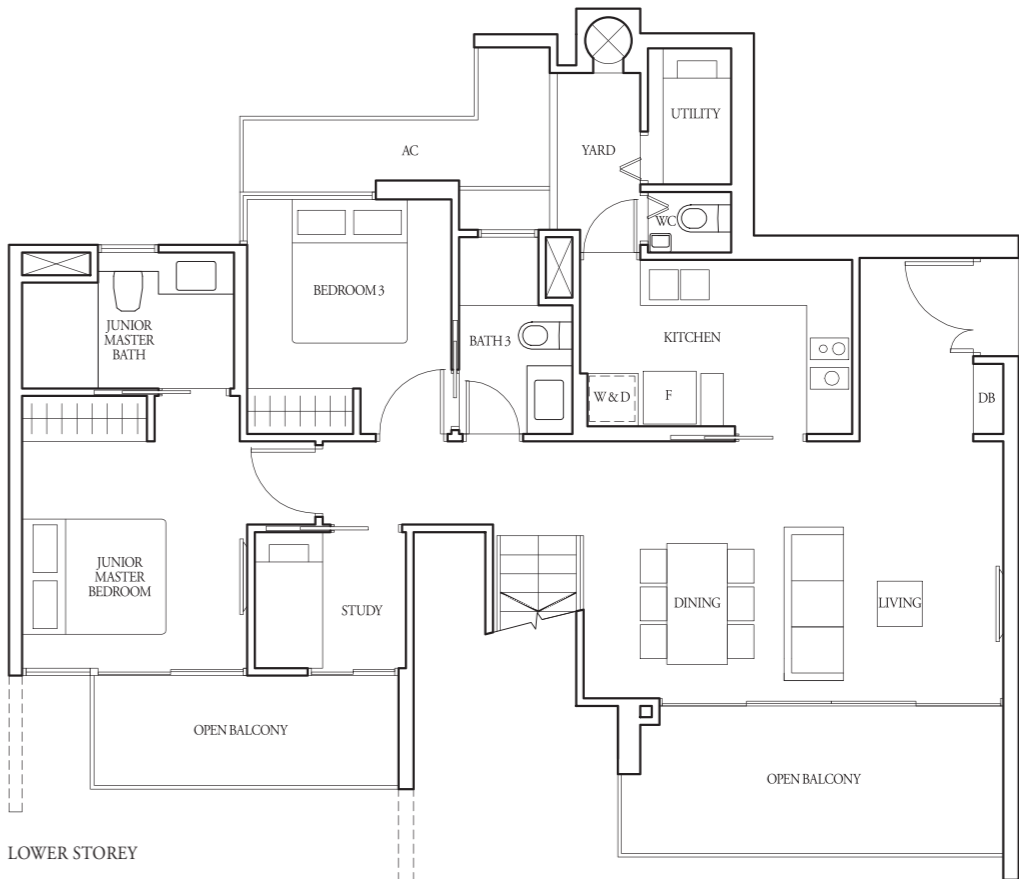 UTILITY
AC
YARD
WC
BEDROOM 3
JUNIOR
MASTER
BATH
BATH 3
KITCHEN
W & D
F
DB
JUNIOR
MASTER
BEDROOM
STUDY
DINING
LIVING
OPEN BALCONY
OPEN BALCONY
LOWER STOREY